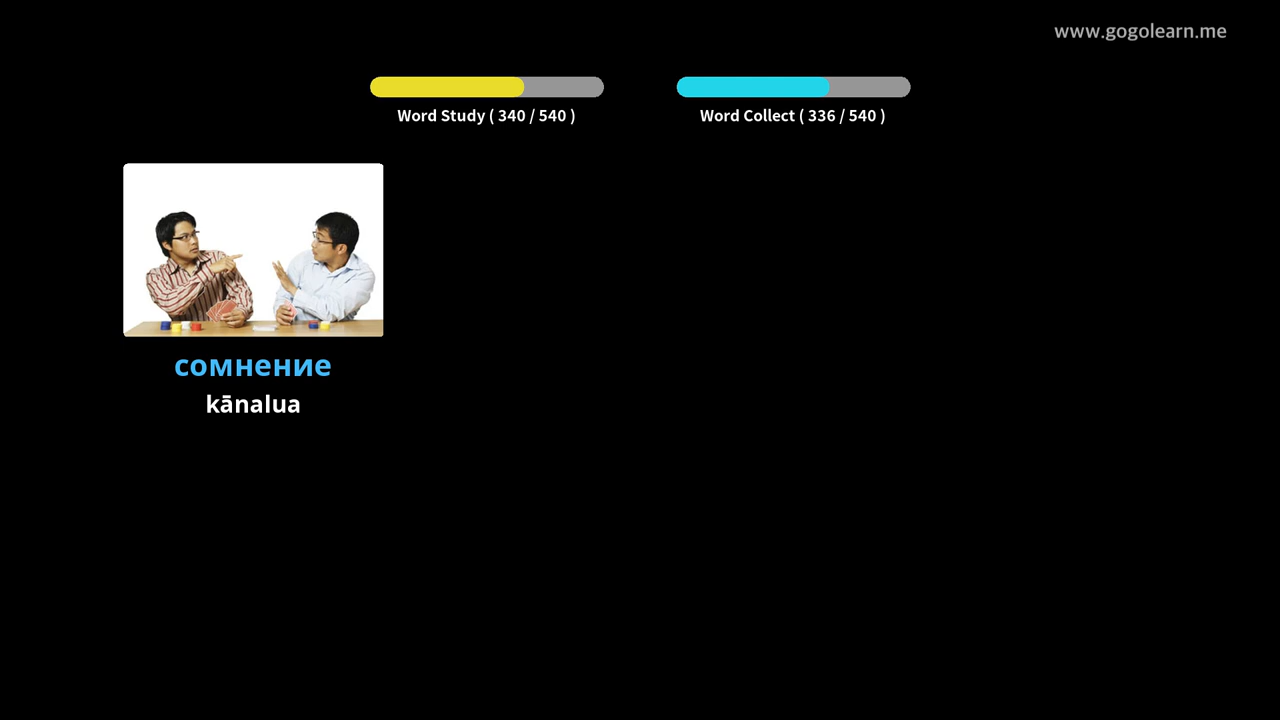 www.gogolearn.me
Word Study ( 340 / 540 )
Word Collect ( 336 / 540 )
сомнение
kānalua